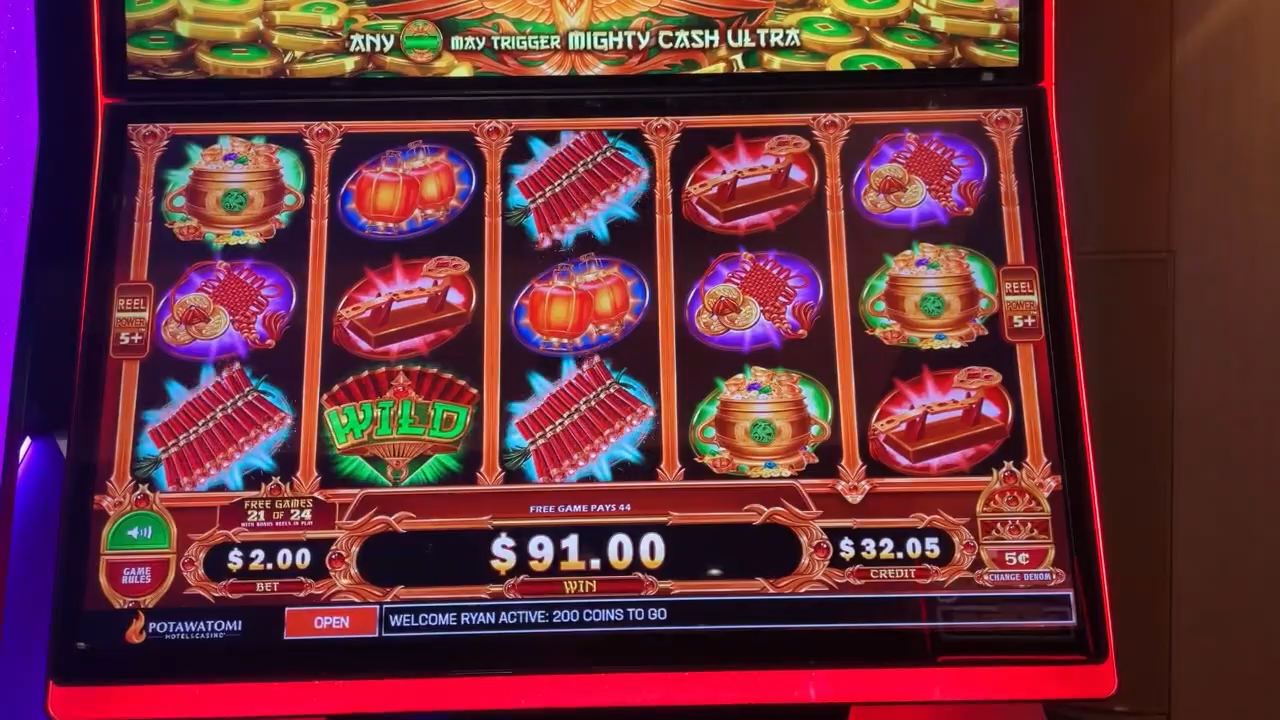 ANY MAY TRIGGER MIGHTY CASH ULTRA
REEL
POWER
5+
REEL
POWER
5+
WILD
FREE GAMES
21 OF 24
WITH BONUS REELS IN PLAY
FREE GAME PAYS 44
$2.00
BET
$91.00
WIN
$32.05
CREDIT
5¢
CHANGE DENOM
GAME
RULES
POTAWATOMI
HOTEL&CASINO
OPEN
WELCOME RYAN ACTIVE: 200 COINS TO GO